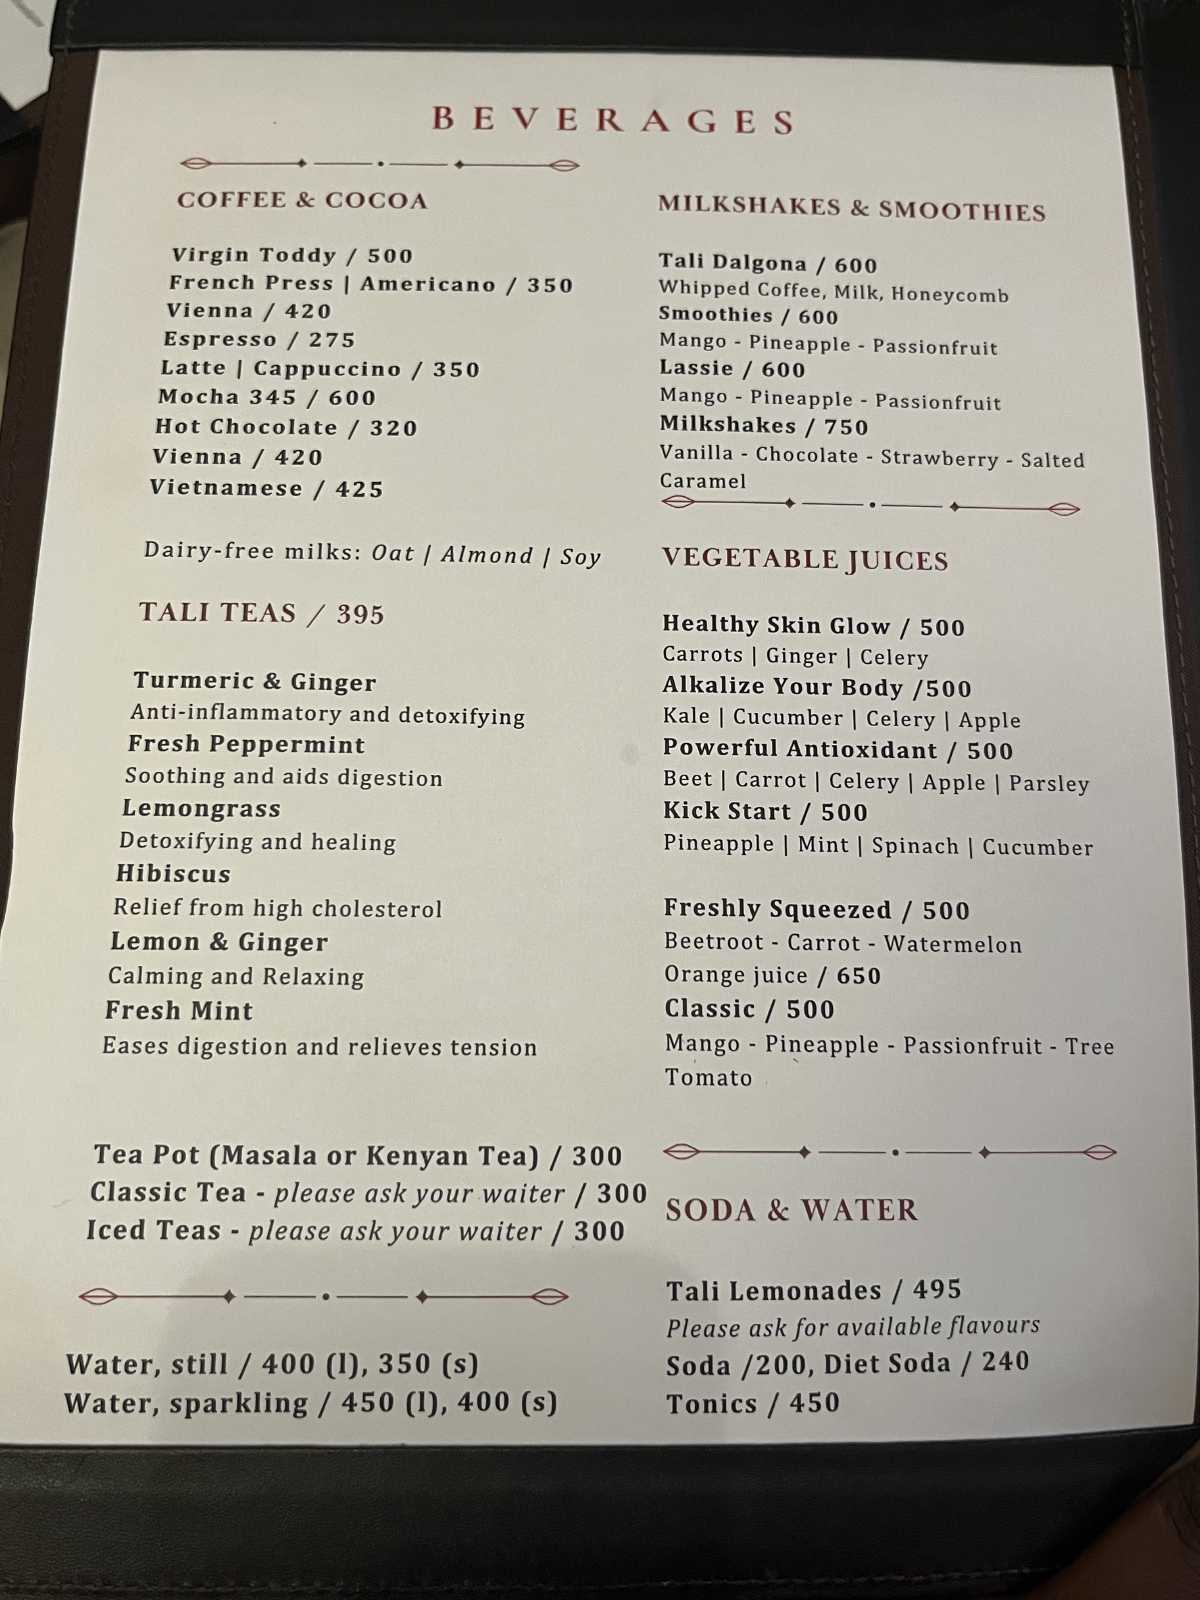 BEVERAGES
COFFEE & COCOA
Virgin Toddy / 500
French Press | Americano / 350
Vienna / 420
Espresso / 275
Latte | Cappuccino / 350
Mocha 345 / 600
Hot Chocolate / 320
Vienna / 420
Vietnamese / 425
Dairy-free milks: Oat | Almond | Soy
TALI TEAS / 395
Turmeric & Ginger
Anti-inflammatory and detoxifying
Fresh Peppermint
Soothing and aids digestion
Lemongrass
Detoxifying and healing
Hibiscus
Relief from high cholesterol
Lemon & Ginger
Calming and Relaxing
Fresh Mint
Eases digestion and relieves tension
Tea Pot (Masala or Kenyan Tea) / 300
Classic Tea - please ask your waiter / 300
Iced Teas - please ask your waiter / 300
Water, still / 400 (l), 350 (s)
Water, sparkling / 450 (l), 400 (s)
MILKSHAKES & SMOOTHIES
Tali Dalgona / 600
Whipped Coffee, Milk, Honeycomb
Smoothies / 600
Mango - Pineapple - Passionfruit
Lassie / 600
Mango - Pineapple - Passionfruit
Milkshakes / 750
Vanilla - Chocolate - Strawberry - Salted
Caramel
VEGETABLE JUICES
Healthy Skin Glow / 500
Carrots | Ginger | Celery
Alkalize Your Body /500
Kale | Cucumber | Celery | Apple
Powerful Antioxidant / 500
Beet | Carrot | Celery | Apple | Parsley
Kick Start / 500
Pineapple | Mint | Spinach | Cucumber
Freshly Squeezed / 500
Beetroot - Carrot - Watermelon
Orange juice / 650
Classic / 500
Mango - Pineapple - Passionfruit - Tree
Tomato
SODA & WATER
Tali Lemonades / 495
Please ask for available flavours
Soda /200, Diet Soda / 240
Tonics / 450